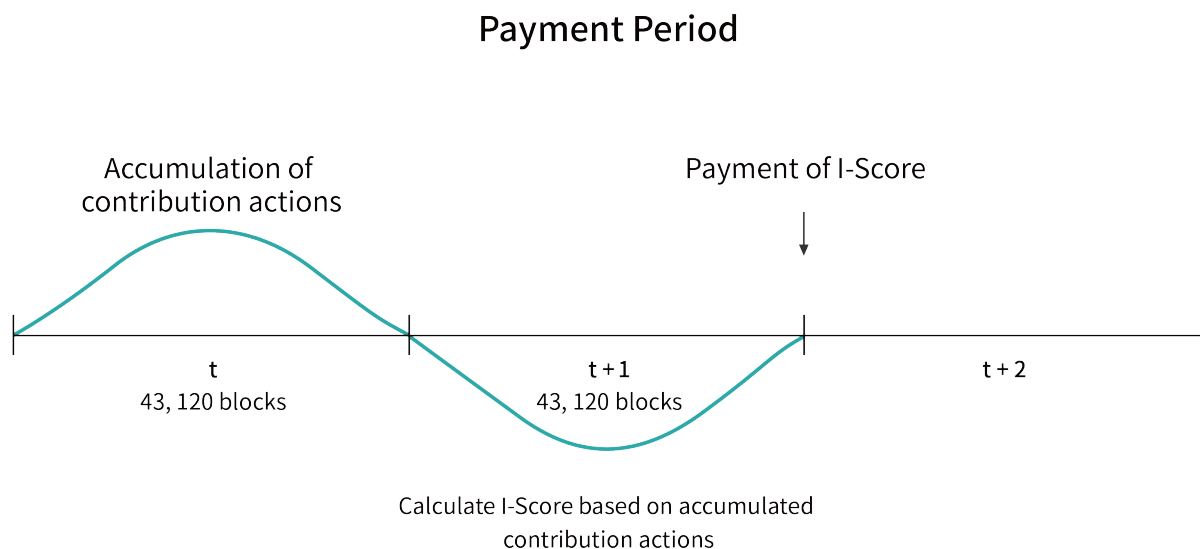 Payment Period
Accumulation of
contribution actions
Payment of I-Score
t
43, 120 blocks
t + 1
43, 120 blocks
t + 2
Calculate I-Score based on accumulated
contribution actions